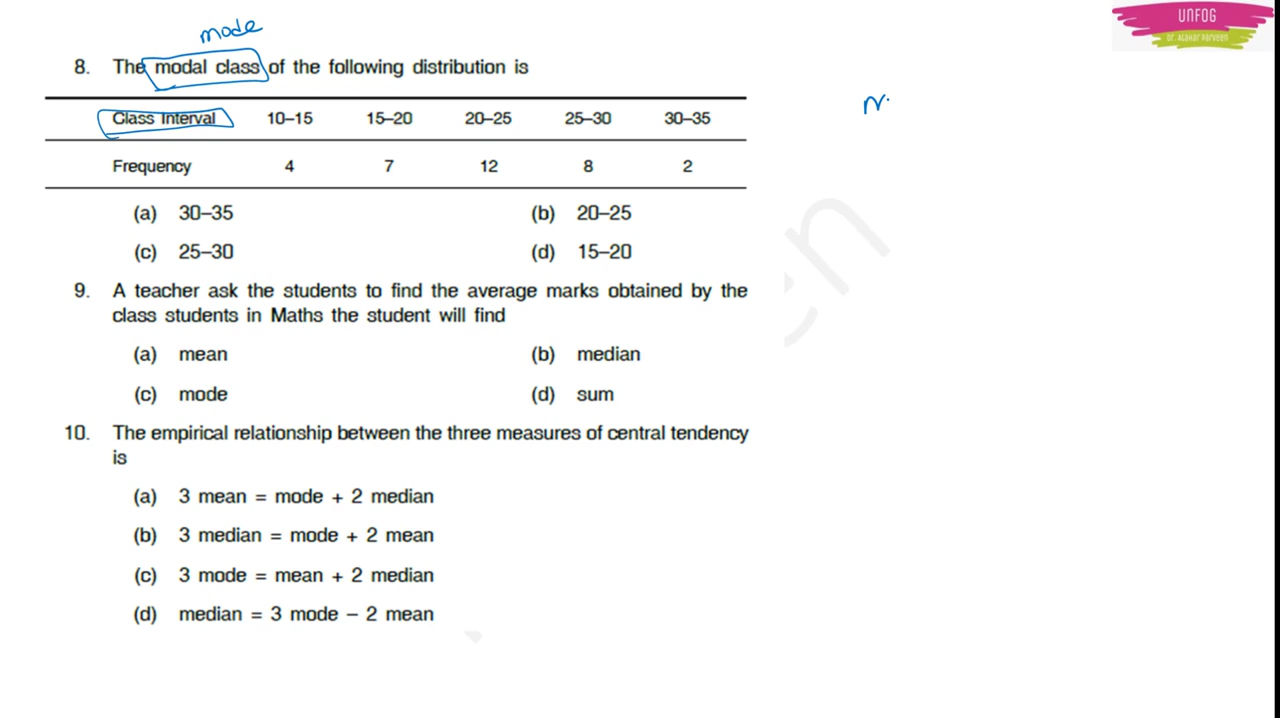 UNFOG
Dr. Atahar Parveen
mode
8. The modal class of the following distribution is
Class Interval 10–15 15–20 20–25 25–30 30–35
Frequency 4 7 12 8 2
(a) 30–35 (b) 20–25
(c) 25–30 (d) 15–20
9. A teacher ask the students to find the average marks obtained by the
class students in Maths the student will find
(a) mean (b) median
(c) mode (d) sum
10. The empirical relationship between the three measures of central tendency
is
(a) 3 mean = mode + 2 median
(b) 3 median = mode + 2 mean
(c) 3 mode = mean + 2 median
(d) median = 3 mode − 2 mean